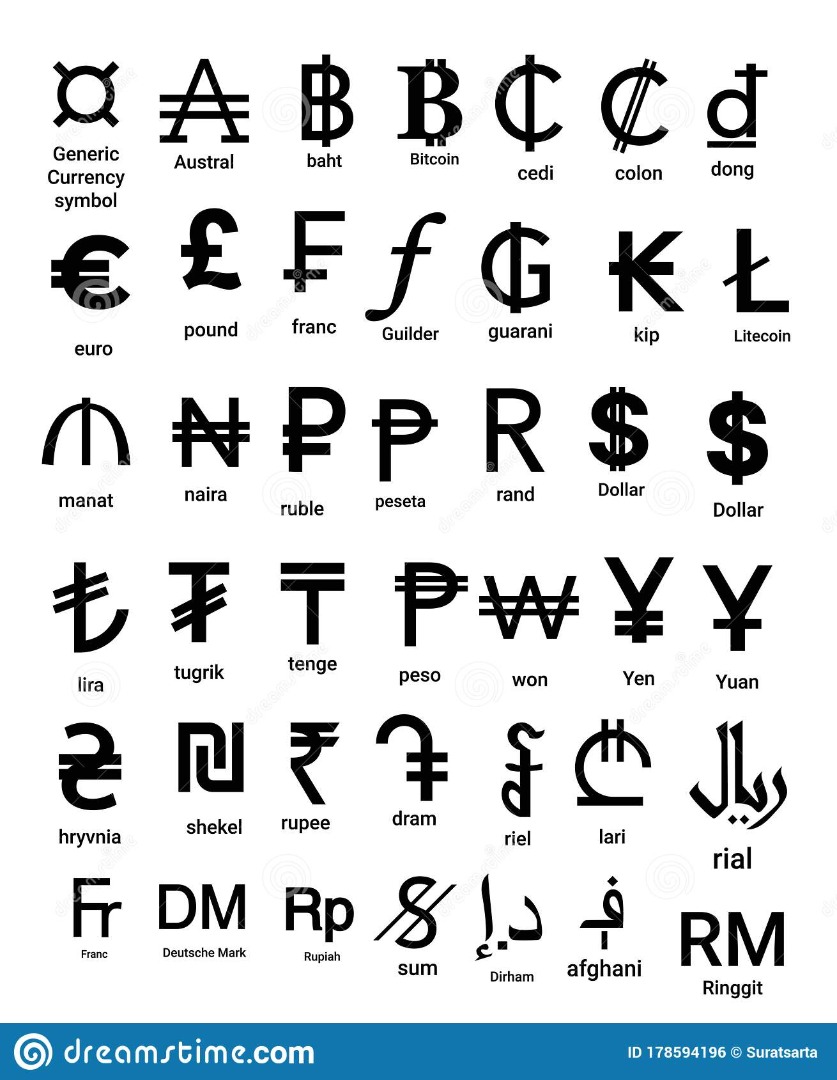 ¤ A B B ₵ ₡ ₫
Generic
Currency
symbol
Austral
baht
Bitcoin
cedi
colon
dong
€ £ ₣ ƒ ₲ ₭ Ł
euro
pound
franc
Guilder
guarani
kip
Litecoin
₼ ₦ ₽ ₱ R $ $
manat
naira
ruble
peseta
rand
Dollar
Dollar
₺ ₮ ₸ ₱ ₩ ¥ Ұ
lira
tugrik
tenge
peso
won
Yen
Yuan
₴ ₪ ₹ ֏ ៛ ₾ ریال
hryvnia
shekel
rupee
dram
riel
lari
rial
Fr DM Rp S د.إ ؋ RM
Franc
Deutsche Mark
Rupiah
sum
Dirham
afghani
Ringgit
dreamstime.com
ID 178594196 © Suratsarta